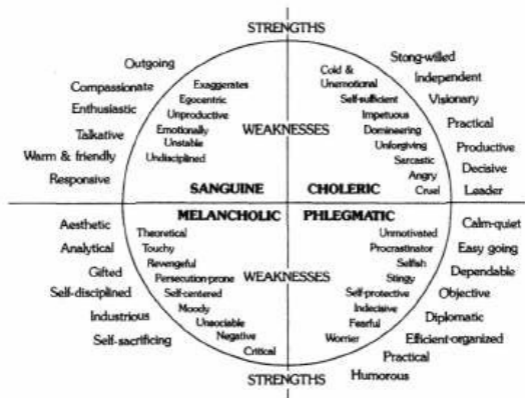 STRENGTHS
Outgoing
Compassionate
Enthusiastic
Talkative
Warm & friendly
Responsive
Exaggerates
Egocentric
Unproductive
Emotionally
Unstable
Undisciplined
WEAKNESSES
SANGUINE
Cold &
Unemotional
Self-sufficient
Impetuous
Domineering
Unforgiving
Sarcastic
Angry
Cruel
CHOLERIC
Stong-willed
Independent
Visionary
Practical
Productive
Decisive
Leader
Aesthetic
Analytical
Gifted
Self-disciplined
Industrious
Self-sacrificing
MELANCHOLIC
Theoretical
Touchy
Revengeful
Persecution-prone
Self-centered
Moody
Unsociable
Negative
Critical
WEAKNESSES
PHLEGMATIC
Unmotivated
Procrastinator
Selfish
Stingy
Self-protective
Indecisive
Fearful
Worrier
Calm-quiet
Easy going
Dependable
Objective
Diplomatic
Efficient-organized
Practical
Humorous
STRENGTHS